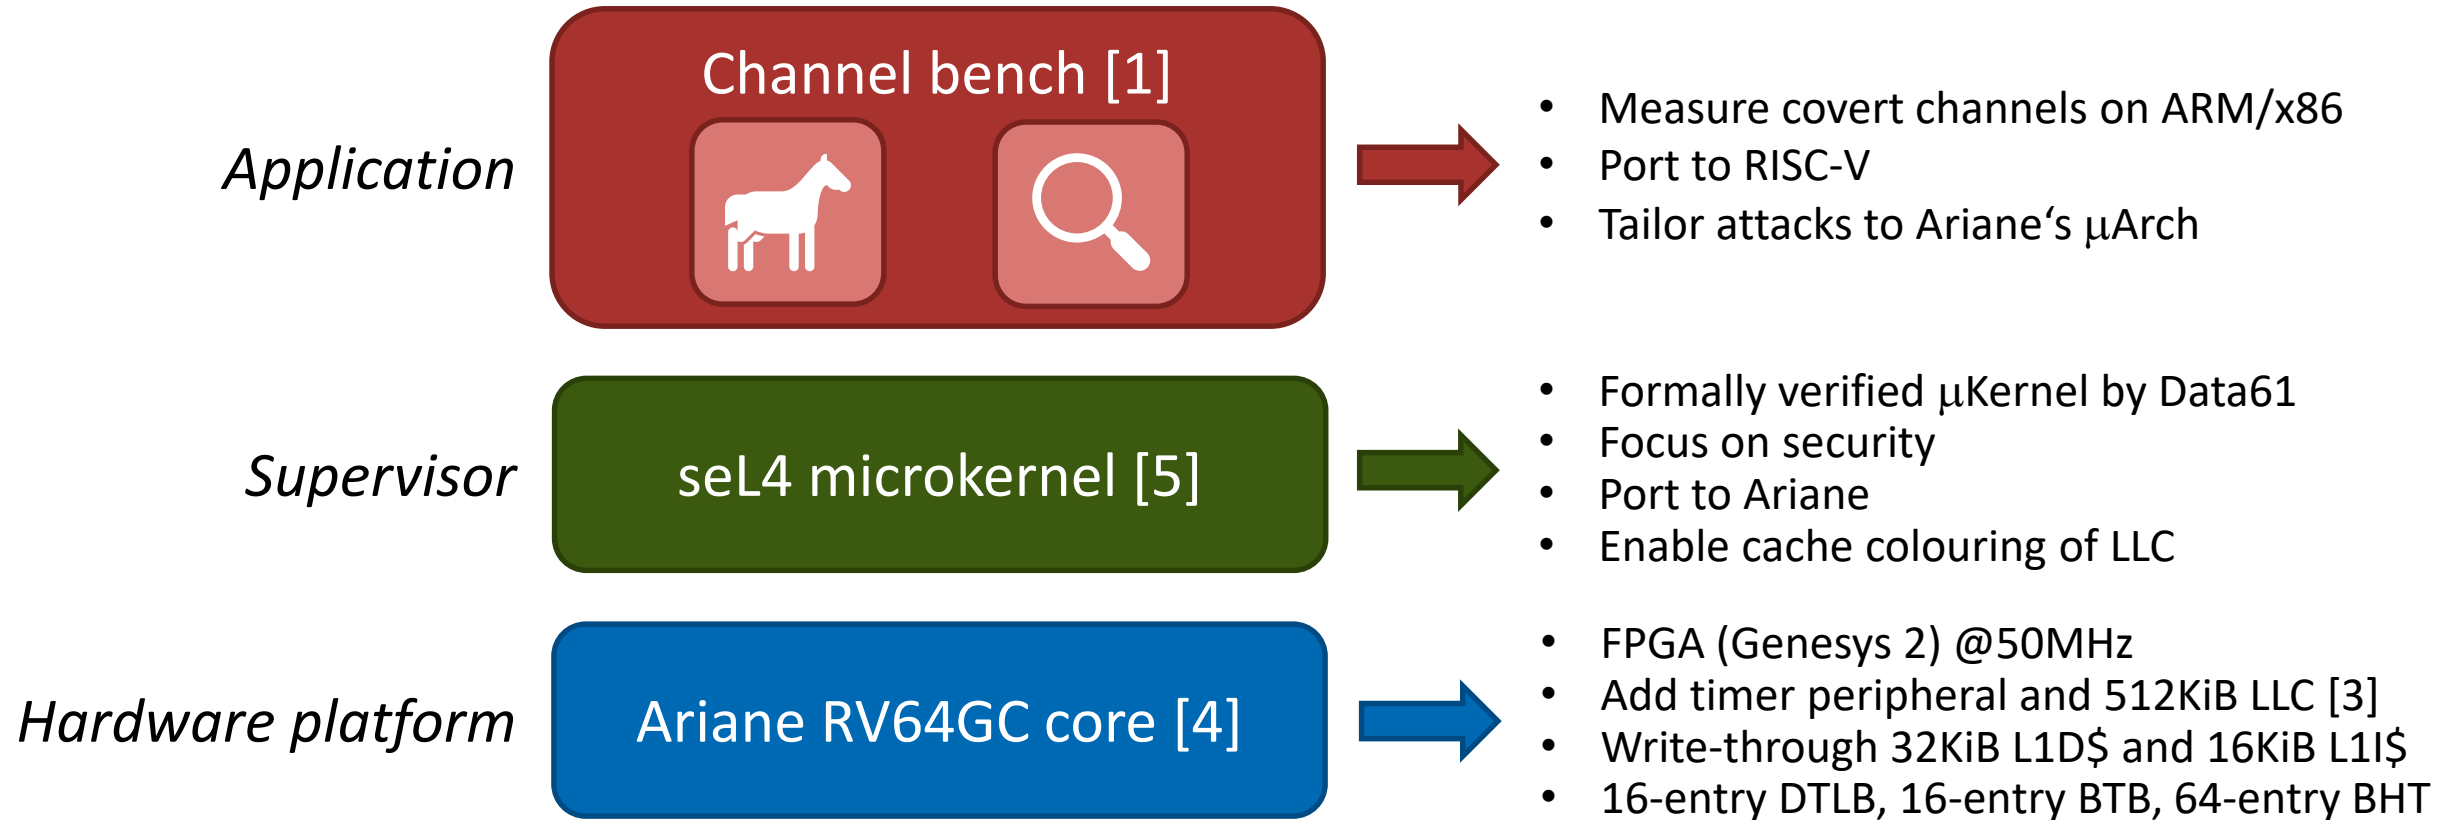 Application
Channel bench [1]
• Measure covert channels on ARM/x86
• Port to RISC-V
• Tailor attacks to Ariane‘s μArch
Supervisor
seL4 microkernel [5]
• Formally verified μKernel by Data61
• Focus on security
• Port to Ariane
• Enable cache colouring of LLC
Hardware platform
Ariane RV64GC core [4]
• FPGA (Genesys 2) @50MHz
• Add timer peripheral and 512KiB LLC [3]
• Write-through 32KiB L1D$ and 16KiB L1I$
• 16-entry DTLB, 16-entry BTB, 64-entry BHT